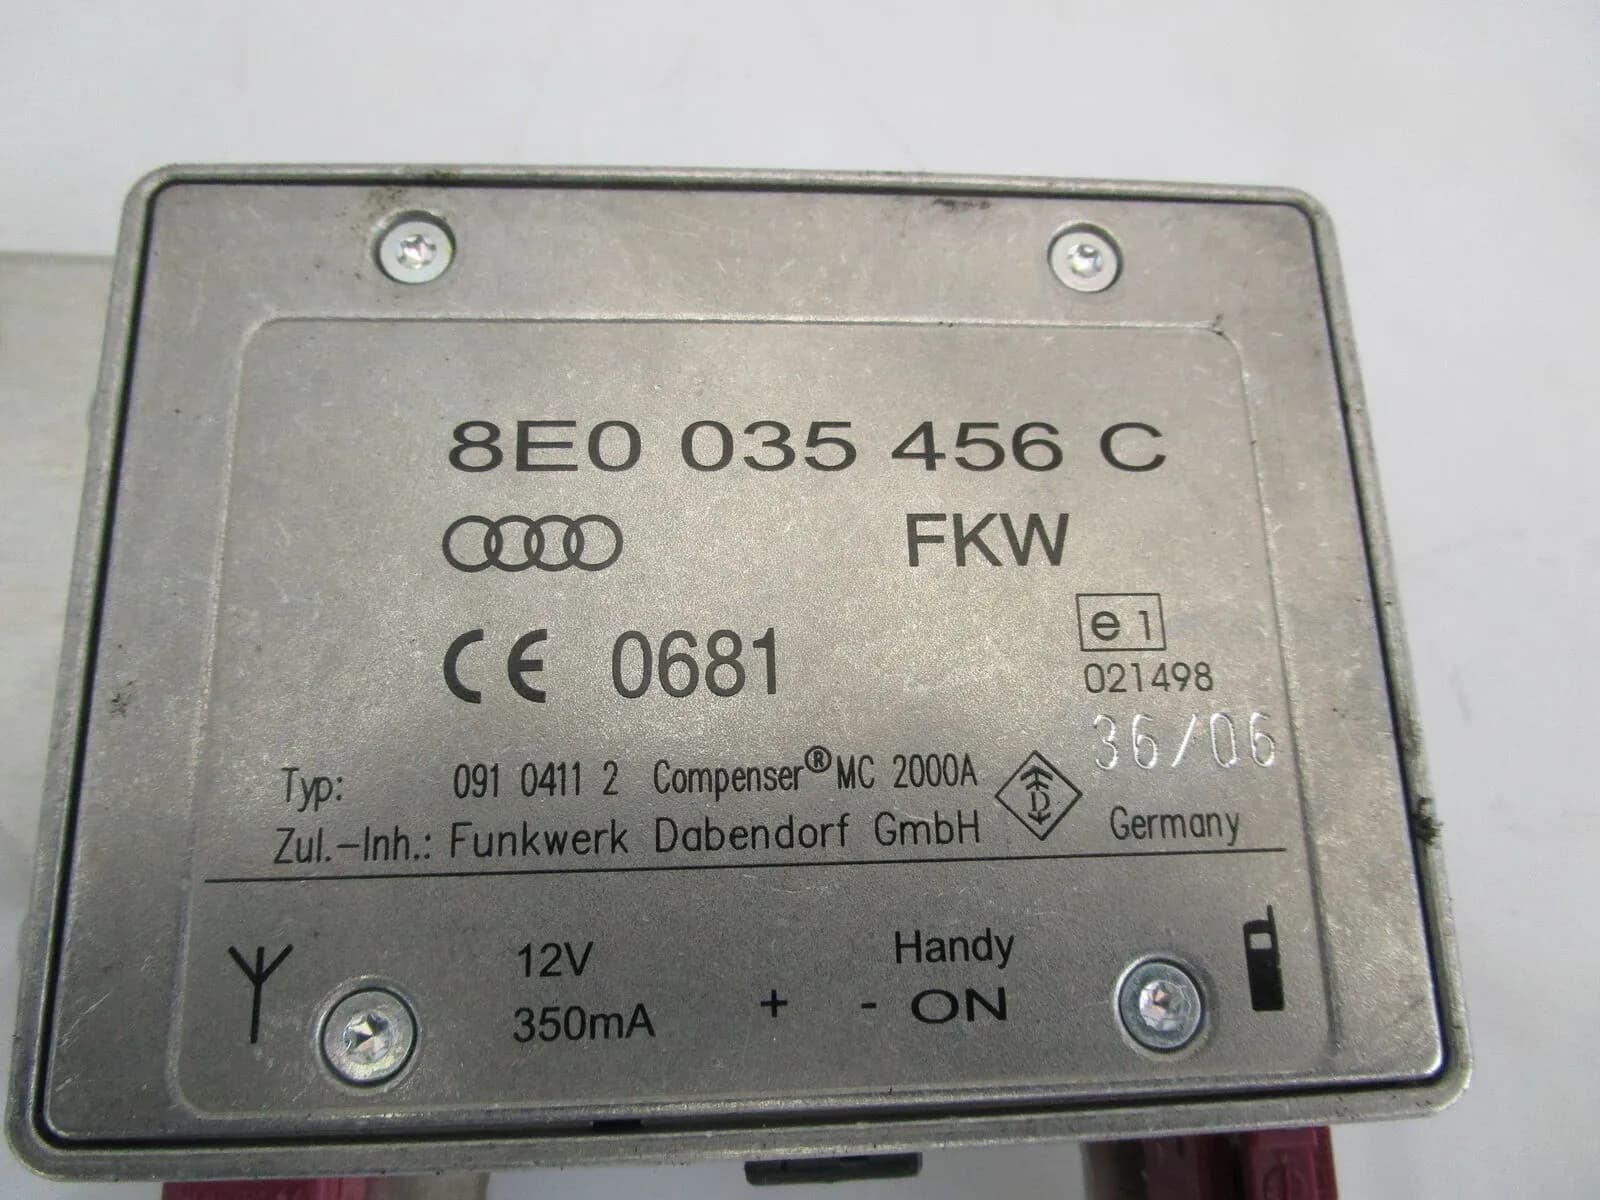 8E0 035 456 C
FKW
e 1
CE 0681
021498
36/06
Typ: 091 0411 2 Compenser® MC 2000A
D
Zul.-Inh.: Funkwerk Dabendorf GmbH
Germany
12V
Handy
350mA
+ - ON